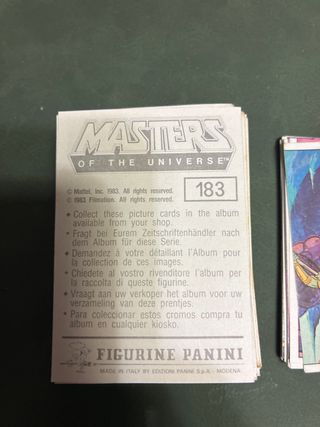 MASTERS
OF THE UNIVERSE™
© Mattel, Inc. 1983. All rights reserved.
© 1983 Filmation. All rights reserved.
183
◆ Collect these picture cards in the album
available from your shop.
◆ Fragt bei Eurem Zeitschriftenhändler nach
dem Album für diese Serie.
◆ Demandez à votre détaillant l'Album pour
la collection de ces images.
◆ Chiedete al vostro rivenditore l'album per
la raccolta di queste figurine.
◆ Vraagt aan uw verkoper het album voor uw
verzameling van deze prentjes.
◆ Para coleccionar estos cromos compra tu
album en cualquier kiosko.
FIGURINE PANINI
MADE IN ITALY BY EDIZIONI PANINI S.p.A. - MODENA